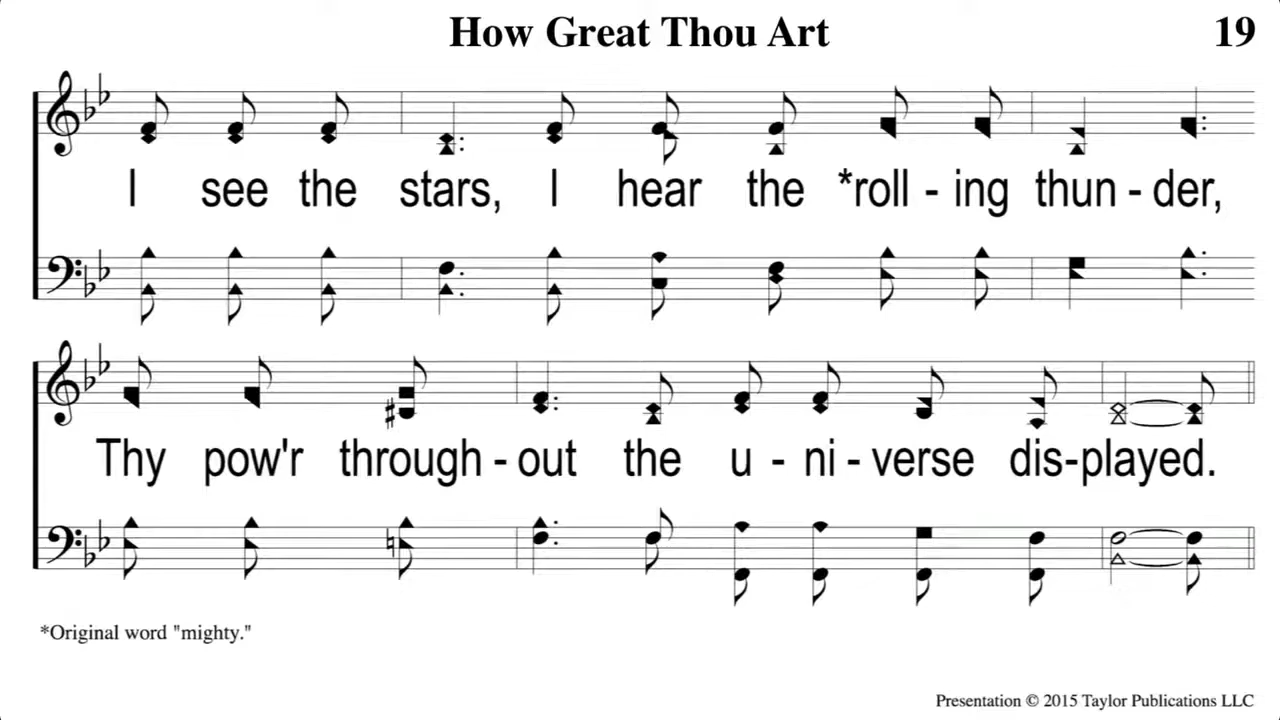 How Great Thou Art 19
I see the stars, I hear the *roll - ing thun - der,
Thy pow'r through - out the u - ni - verse dis-played.
*Original word "mighty."
Presentation © 2015 Taylor Publications LLC